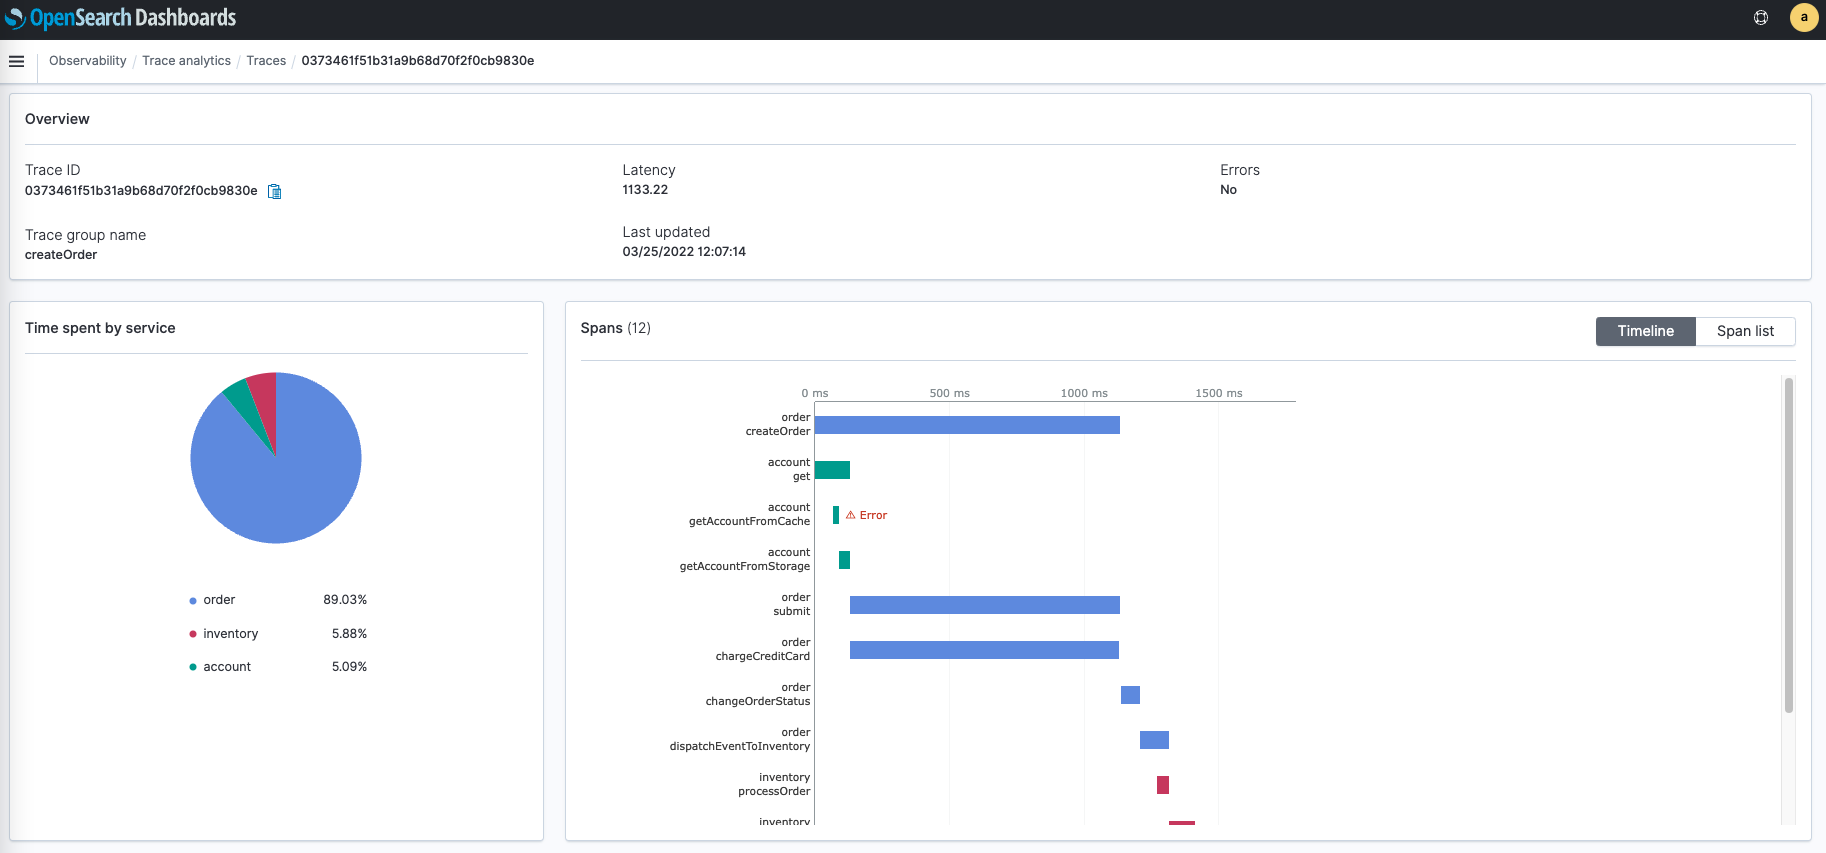 OpenSearch Dashboards
a
Observability / Trace analytics / Traces / 0373461f51b31a9b68d70f2f0cb9830e
Overview
Trace ID
0373461f51b31a9b68d70f2f0cb9830e
Latency
1133.22
Errors
No
Trace group name
createOrder
Last updated
03/25/2022 12:07:14
Time spent by service
order 89.03%
inventory 5.88%
account 5.09%
Spans (12)
Timeline
Span list
0 ms 500 ms 1000 ms 1500 ms
order
createOrder
account
get
account
getAccountFromCache
Error
account
getAccountFromStorage
order
submit
order
chargeCreditCard
order
changeOrderStatus
order
dispatchEventToInventory
inventory
processOrder
inventory